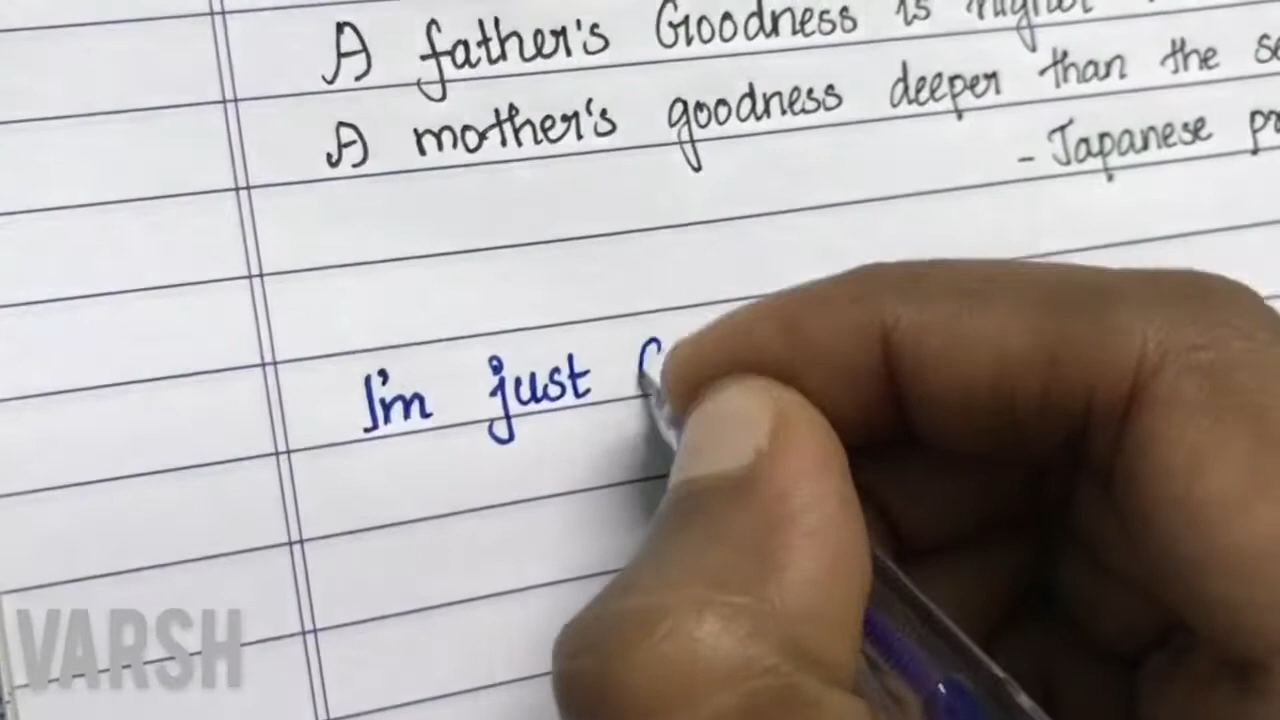 A father's Goodness is
A mother's goodness deeper than the
- Japanese
I'm just
VARSH